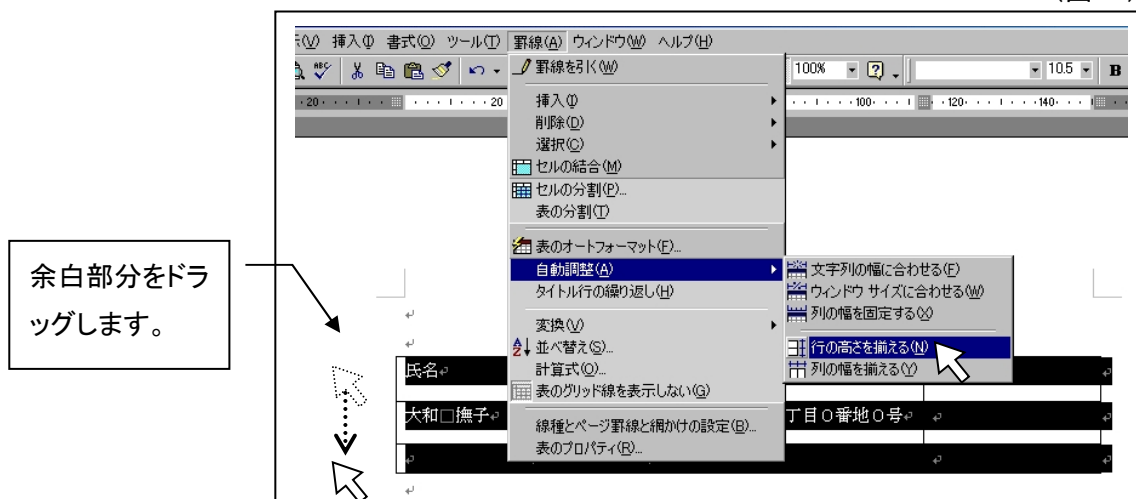 示(V) 挿入(I) 書式(O) ツール(T) 罫線(A) ウィンドウ(W) ヘルプ(H)
罫線を引く(W)
100%
10.5
B
20
20
100
120
140
挿入(I)
削除(D)
選択(C)
セルの結合(M)
セルの分割(P)...
表の分割(T)
表のオートフォーマット(F)...
自動調整(A)
タイトル行の繰り返し(H)
変換(V)
並べ替え(S)...
計算式(O)...
表のグリッド線を表示しない(G)
線種とページ罫線と網かけの設定(B)...
表のプロパティ(R)...
文字列の幅に合わせる(F)
ウィンドウ サイズに合わせる(W)
列の幅を固定する(X)
行の高さを揃える(N)
列の幅を揃える(Y)
余白部分をドラ
ッグします。
氏名
大和□撫子
丁目○番地○号